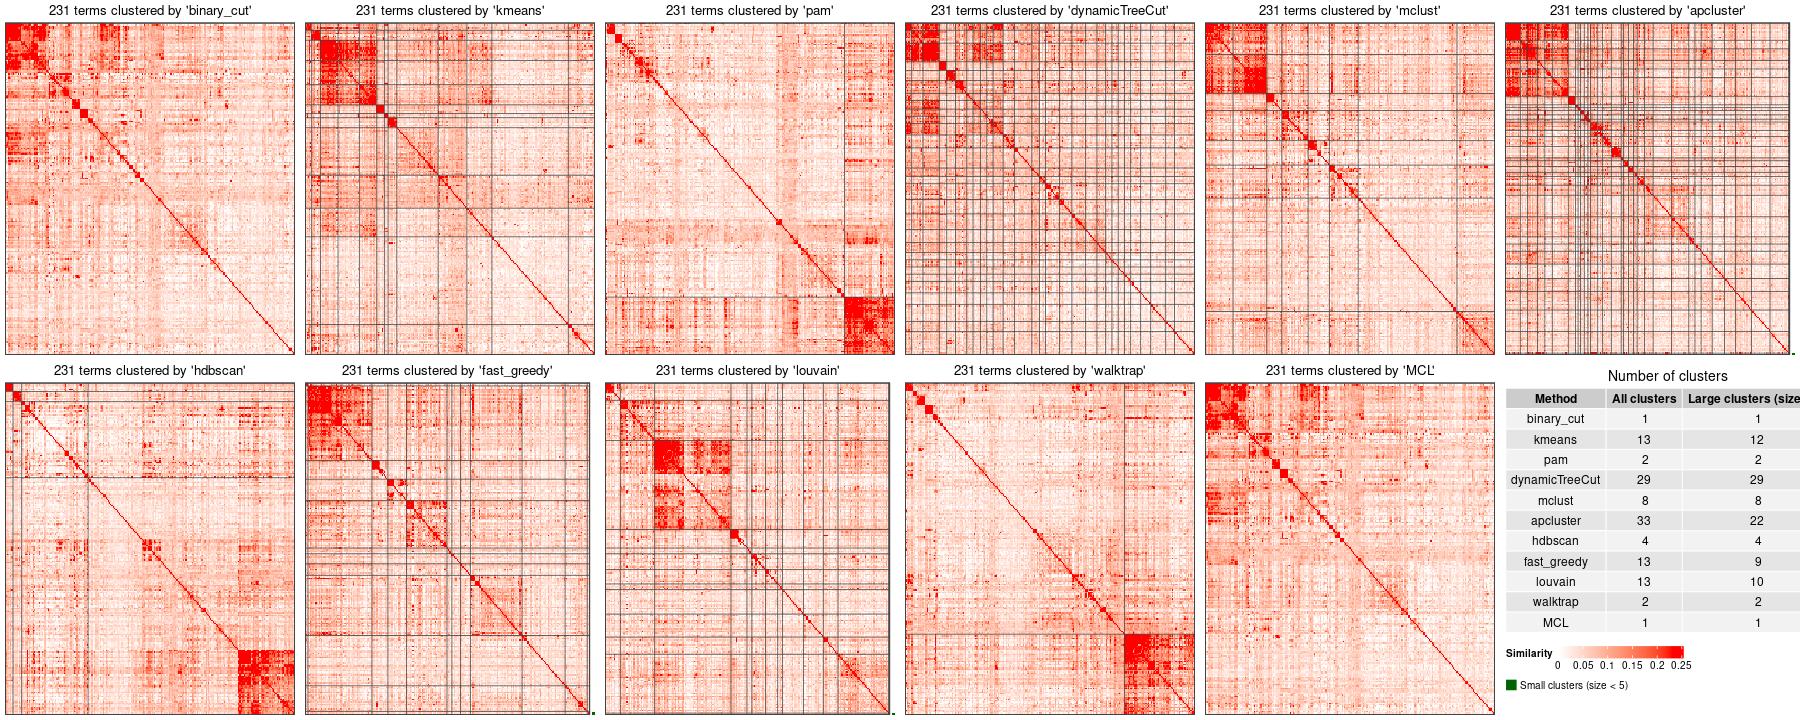 231 terms clustered by 'binary_cut'
231 terms clustered by 'kmeans'
231 terms clustered by 'pam'
231 terms clustered by 'dynamicTreeCut'
231 terms clustered by 'mclust'
231 terms clustered by 'apcluster'
231 terms clustered by 'hdbscan'
231 terms clustered by 'fast_greedy'
231 terms clustered by 'louvain'
231 terms clustered by 'walktrap'
231 terms clustered by 'MCL'
Number of clusters
Method All clusters Large clusters (size
binary_cut 1 1
kmeans 13 12
pam 2 2
dynamicTreeCut 29 29
mclust 8 8
apcluster 33 22
hdbscan 4 4
fast_greedy 13 9
louvain 13 10
walktrap 2 2
MCL 1 1
Similarity
0 0.05 0.1 0.15 0.2 0.25
Small clusters (size < 5)